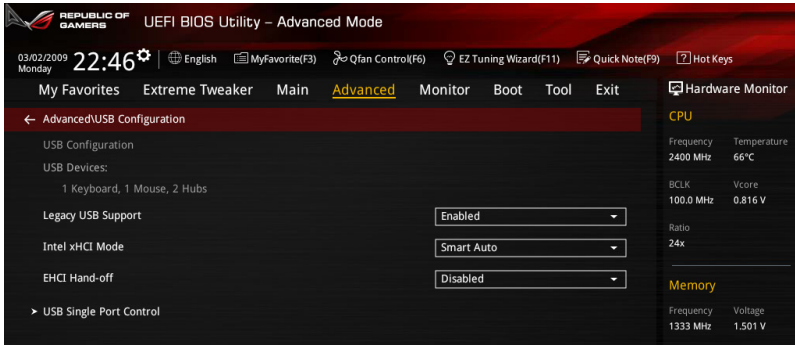 REPUBLIC OF GAMERS
UEFI BIOS Utility – Advanced Mode
03/02/2009
Monday
22:46
English
MyFavorite(F3)
Qfan Control(F6)
EZ Tuning Wizard(F11)
Quick Note(F9)
? Hot Keys
My Favorites
Extreme Tweaker
Main
Advanced
Monitor
Boot
Tool
Exit
Advanced\USB Configuration
USB Configuration
USB Devices:
1 Keyboard, 1 Mouse, 2 Hubs
Legacy USB Support
Enabled
Intel xHCI Mode
Smart Auto
EHCI Hand-off
Disabled
USB Single Port Control
Hardware Monitor
CPU
Frequency Temperature
2400 MHz 66°C
BCLK Vcore
100.0 MHz 0.816 V
Ratio
24x
Memory
Frequency Voltage
1333 MHz 1.501 V